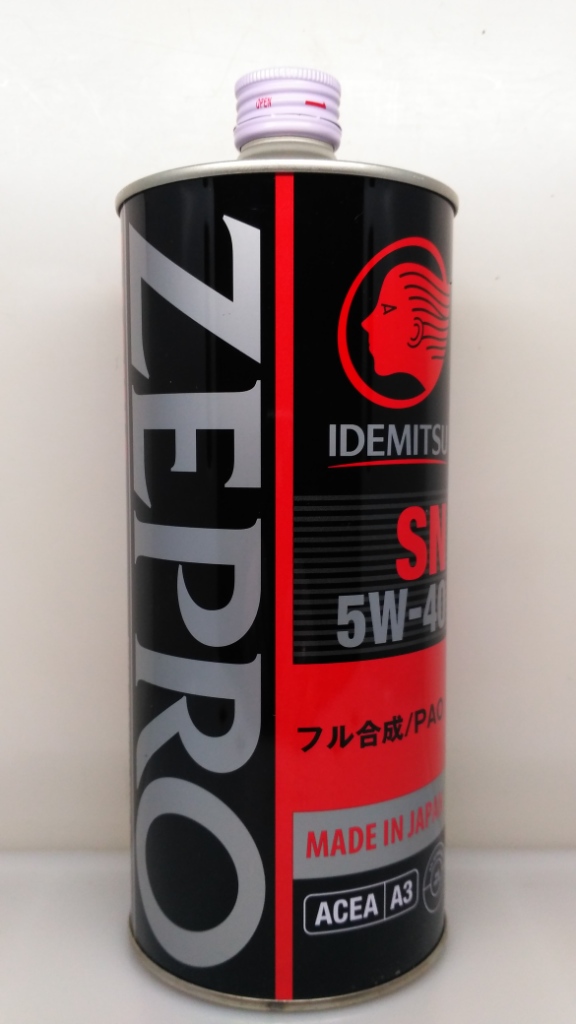 OPEN
ZEPRO
IDEMITSU
SN
5W-40
フル合成/PAO
MADE IN JAPAN
ACEA A3